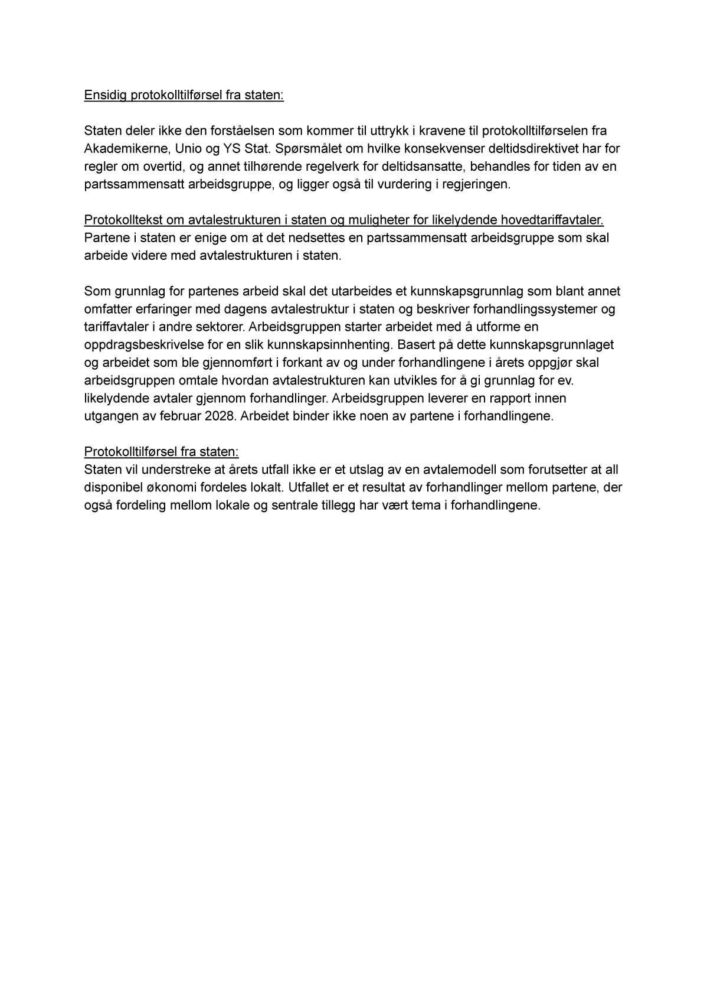 Ensidig protokolltilførsel fra staten:
Staten deler ikke den forståelsen som kommer til uttrykk i kravene til protokolltilførselen fra
Akademikerne, Unio og YS Stat. Spørsmålet om hvilke konsekvenser deltidsdirektivet har for
regler om overtid, og annet tilhørende regelverk for deltidsansatte, behandles for tiden av en
partssammensatt arbeidsgruppe, og ligger også til vurdering i regjeringen.
Protokolltekst om avtalestrukturen i staten og muligheter for likelydende hovedtariffavtaler.
Partene i staten er enige om at det nedsettes en partssammensatt arbeidsgruppe som skal
arbeide videre med avtalestrukturen i staten.
Som grunnlag for partenes arbeid skal det utarbeides et kunnskapsgrunnlag som blant annet
omfatter erfaringer med dagens avtalestruktur i staten og beskriver forhandlingssystemer og
tariffavtaler i andre sektorer. Arbeidsgruppen starter arbeidet med å utforme en
oppdragsbeskrivelse for en slik kunnskapsinnhenting. Basert på dette kunnskapsgrunnlaget
og arbeidet som ble gjennomført i forkant av og under forhandlingene i årets oppgjør skal
arbeidsgruppen omtale hvordan avtalestrukturen kan utvikles for å gi grunnlag for ev.
likelydende avtaler gjennom forhandlinger. Arbeidsgruppen leverer en rapport innen
utgangen av februar 2028. Arbeidet binder ikke noen av partene i forhandlingene.
Protokolltilførsel fra staten:
Staten vil understreke at årets utfall ikke er et utslag av en avtalemodell som forutsetter at all
disponibel økonomi fordeles lokalt. Utfallet er et resultat av forhandlinger mellom partene, der
også fordeling mellom lokale og sentrale tillegg har vært tema i forhandlingene.